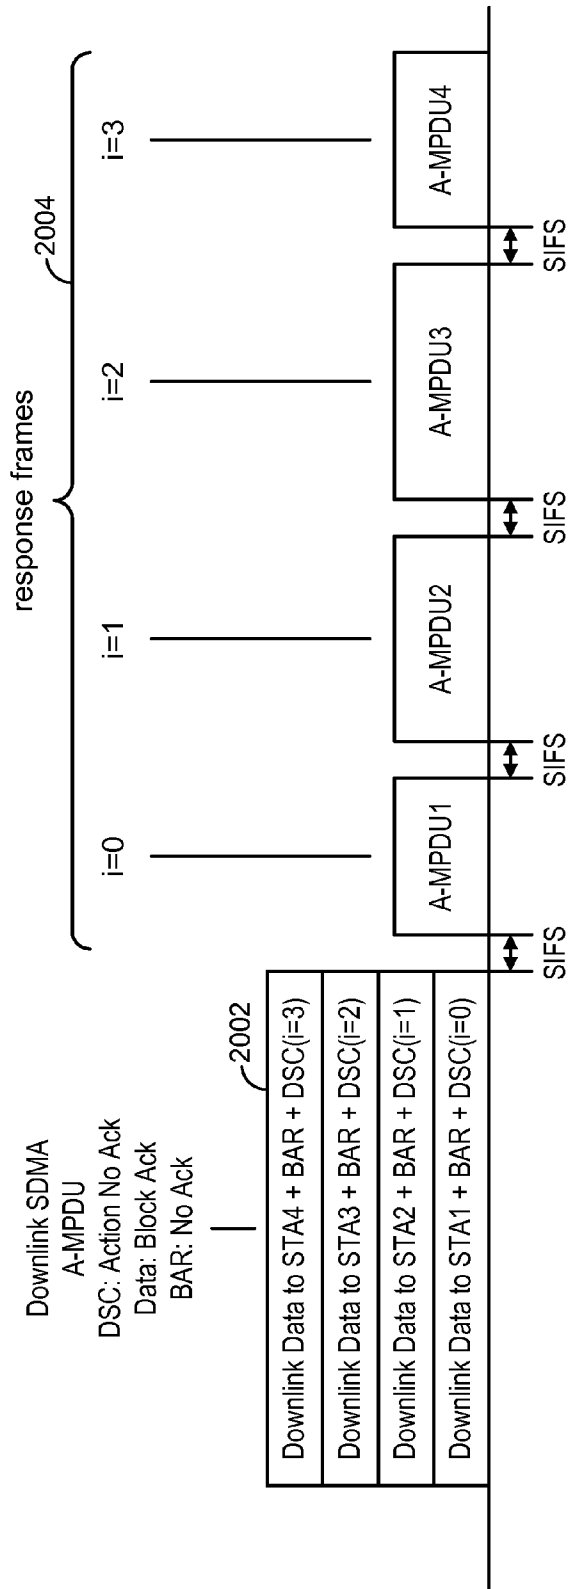 Downlink SDMA
A-MPDU
DSC: Action No Ack
Data: Block Ack
BAR: No Ack
2002
Downlink Data to STA4 + BAR + DSC(i=3)
Downlink Data to STA3 + BAR + DSC(i=2)
Downlink Data to STA2 + BAR + DSC(i=1)
Downlink Data to STA1 + BAR + DSC(i=0)
response frames
2004
i=0
i=1
i=2
i=3
A-MPDU1
A-MPDU2
A-MPDU3
A-MPDU4
SIFS
SIFS
SIFS
SIFS